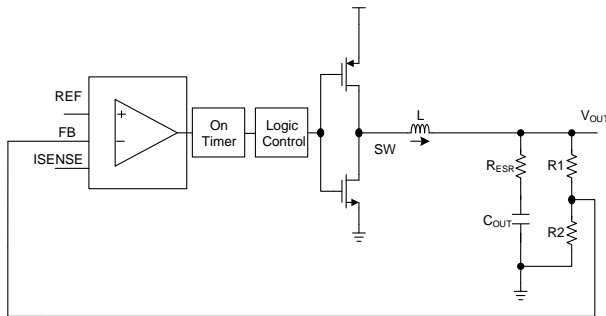 REF
+
FB
−
ISENSE
On
Timer
Logic
Control
SW
L
VOUT
RESR
R1
COUT
R2